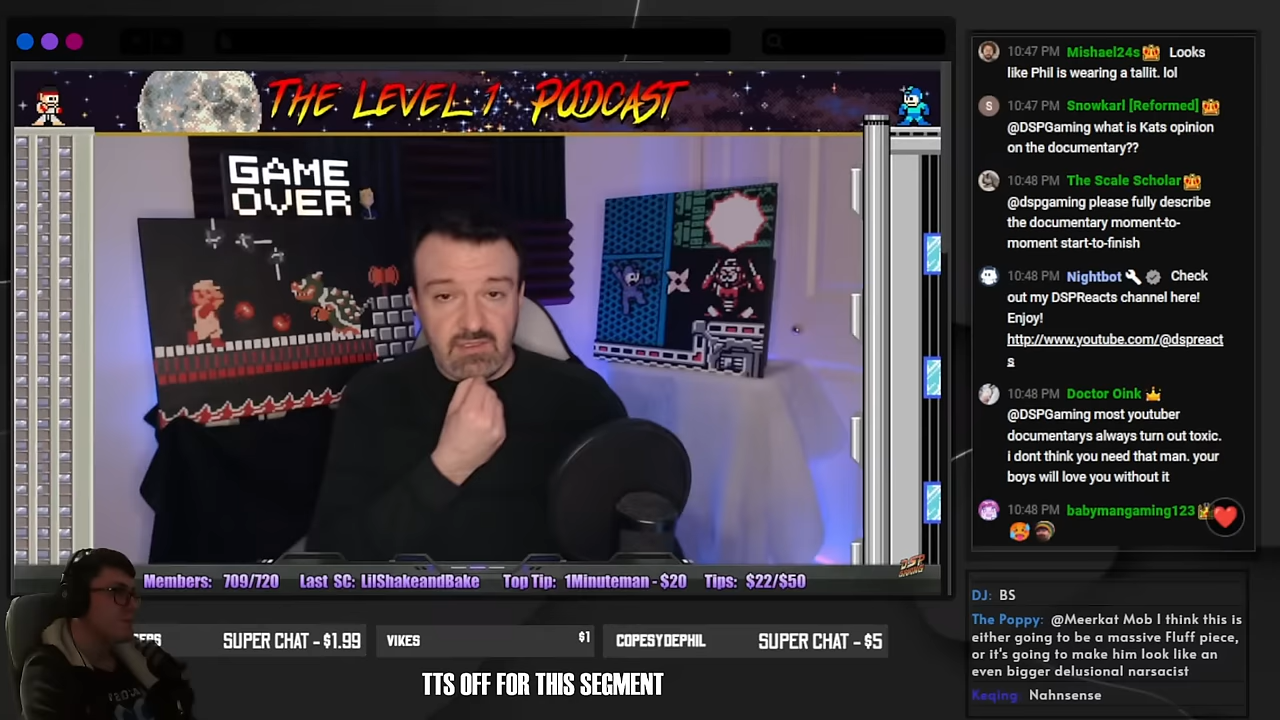 THE LEVEL 1 PODCAST
GAME
OVER
Members: 709/720 Last SC: LilShakeandBake Top Tip: 1Minuteman - $20 Tips: $22/$50
SUPER CHAT - $1.99
VIKES $1
COPESYDEPHIL SUPER CHAT - $5
TTS OFF FOR THIS SEGMENT
10:47 PM Mishael24s Looks
like Phil is wearing a tallit. lol
10:47 PM Snowkarl [Reformed]
@DSPGaming what is Kats opinion
on the documentary??
10:48 PM The Scale Scholar
@dspgaming please fully describe
the documentary moment-to-
moment start-to-finish
10:48 PM Nightbot Check
out my DSPReacts channel here!
Enjoy!
http://www.youtube.com/@dspreact
s
10:48 PM Doctor Oink
@DSPGaming most youtuber
documentarys always turn out toxic.
i dont think you need that man. your
boys will love you without it
10:48 PM babymangaming123
DJ: BS
The Poppy: @Meerkat Mob I think this is
either going to be a massive Fluff piece,
or it's going to make him look like an
even bigger delusional narsacist
Keqing Nahnsense